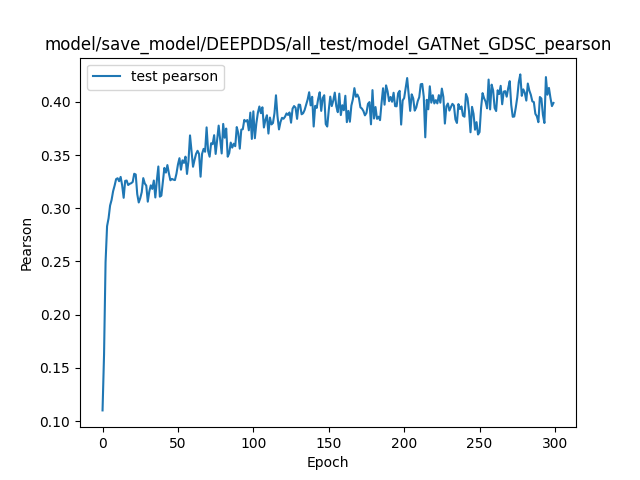 model/save_model/DEEPDDS/all_test/model_GATNet_GDSC_pearson
test pearson
0.40
0.35
0.30
0.25
0.20
0.15
0.10
Pearson
0 50 100 150 200 250 300
Epoch